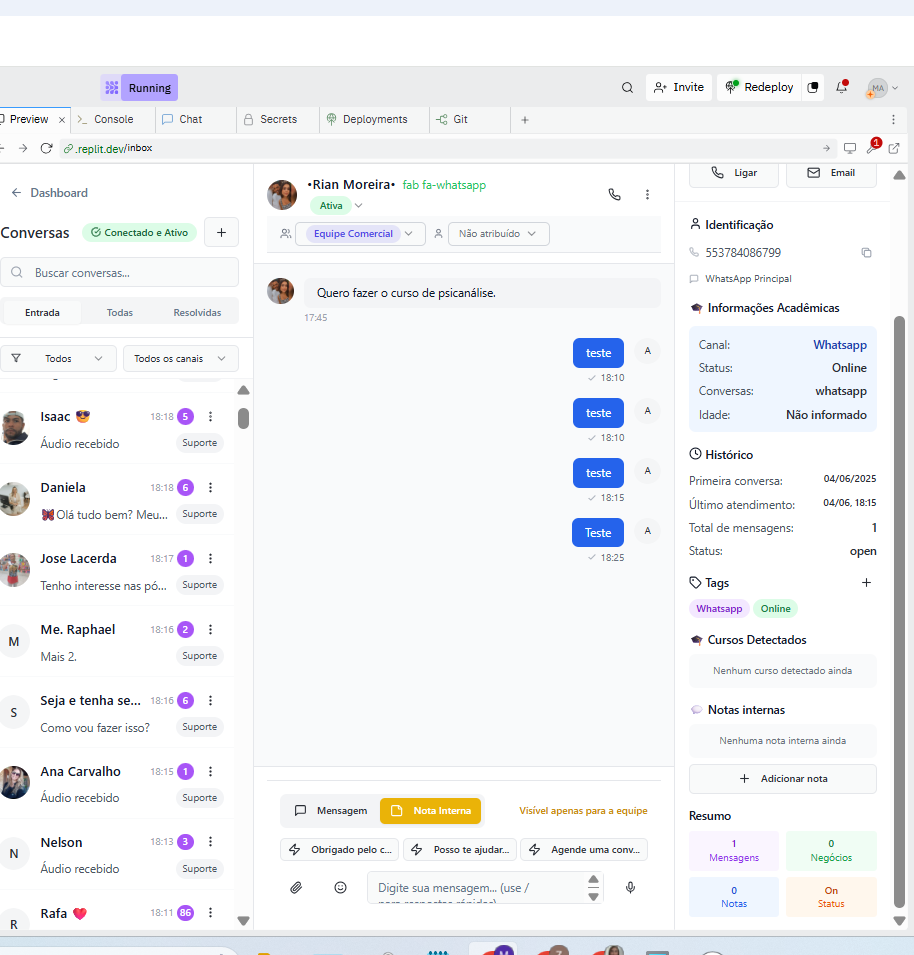 Running
Invite
Redeploy
MA
Preview
Console
Chat
Secrets
Deployments
Git
.replit.dev/inbox
1
Dashboard
Conversas
Conectado e Ativo
Buscar conversas...
Entrada Todas Resolvidas
Todos
Todos os canais
Isaac 😎 18:18 5
Áudio recebido Suporte
Daniela 18:18 6
🦋Olá tudo bem? Meu... Suporte
Jose Lacerda 18:17 1
Tenho interesse nas pó... Suporte
M
Me. Raphael 18:16 2
Mais 2. Suporte
S
Seja e tenha se... 18:16 6
Como vou fazer isso? Suporte
Ana Carvalho 18:15 1
Áudio recebido Suporte
N
Nelson 18:13 3
Áudio recebido Suporte
R
Rafa 💖 18:11 86
•Rian Moreira• fab fa-whatsapp
Ativa
Equipe Comercial
Não atribuído
Quero fazer o curso de psicanálise.
17:45
teste A
18:10
teste A
18:10
teste A
18:15
Teste A
18:25
Mensagem Nota Interna Visível apenas para a equipe
Obrigado pelo c... Posso te ajudar... Agende uma conv...
Digite sua mensagem... (use /
para respostas rápidas)
Ligar Email
Identificação
553784086799
WhatsApp Principal
Informações Acadêmicas
Canal: Whatsapp
Status: Online
Conversas: whatsapp
Idade: Não informado
Histórico
Primeira conversa: 04/06/2025
Último atendimento: 04/06, 18:15
Total de mensagens: 1
Status: open
Tags
Whatsapp Online
Cursos Detectados
Nenhum curso detectado ainda
Notas internas
Nenhuma nota interna ainda
Adicionar nota
Resumo
1
Mensagens
0
Negócios
0
Notas
On
Status